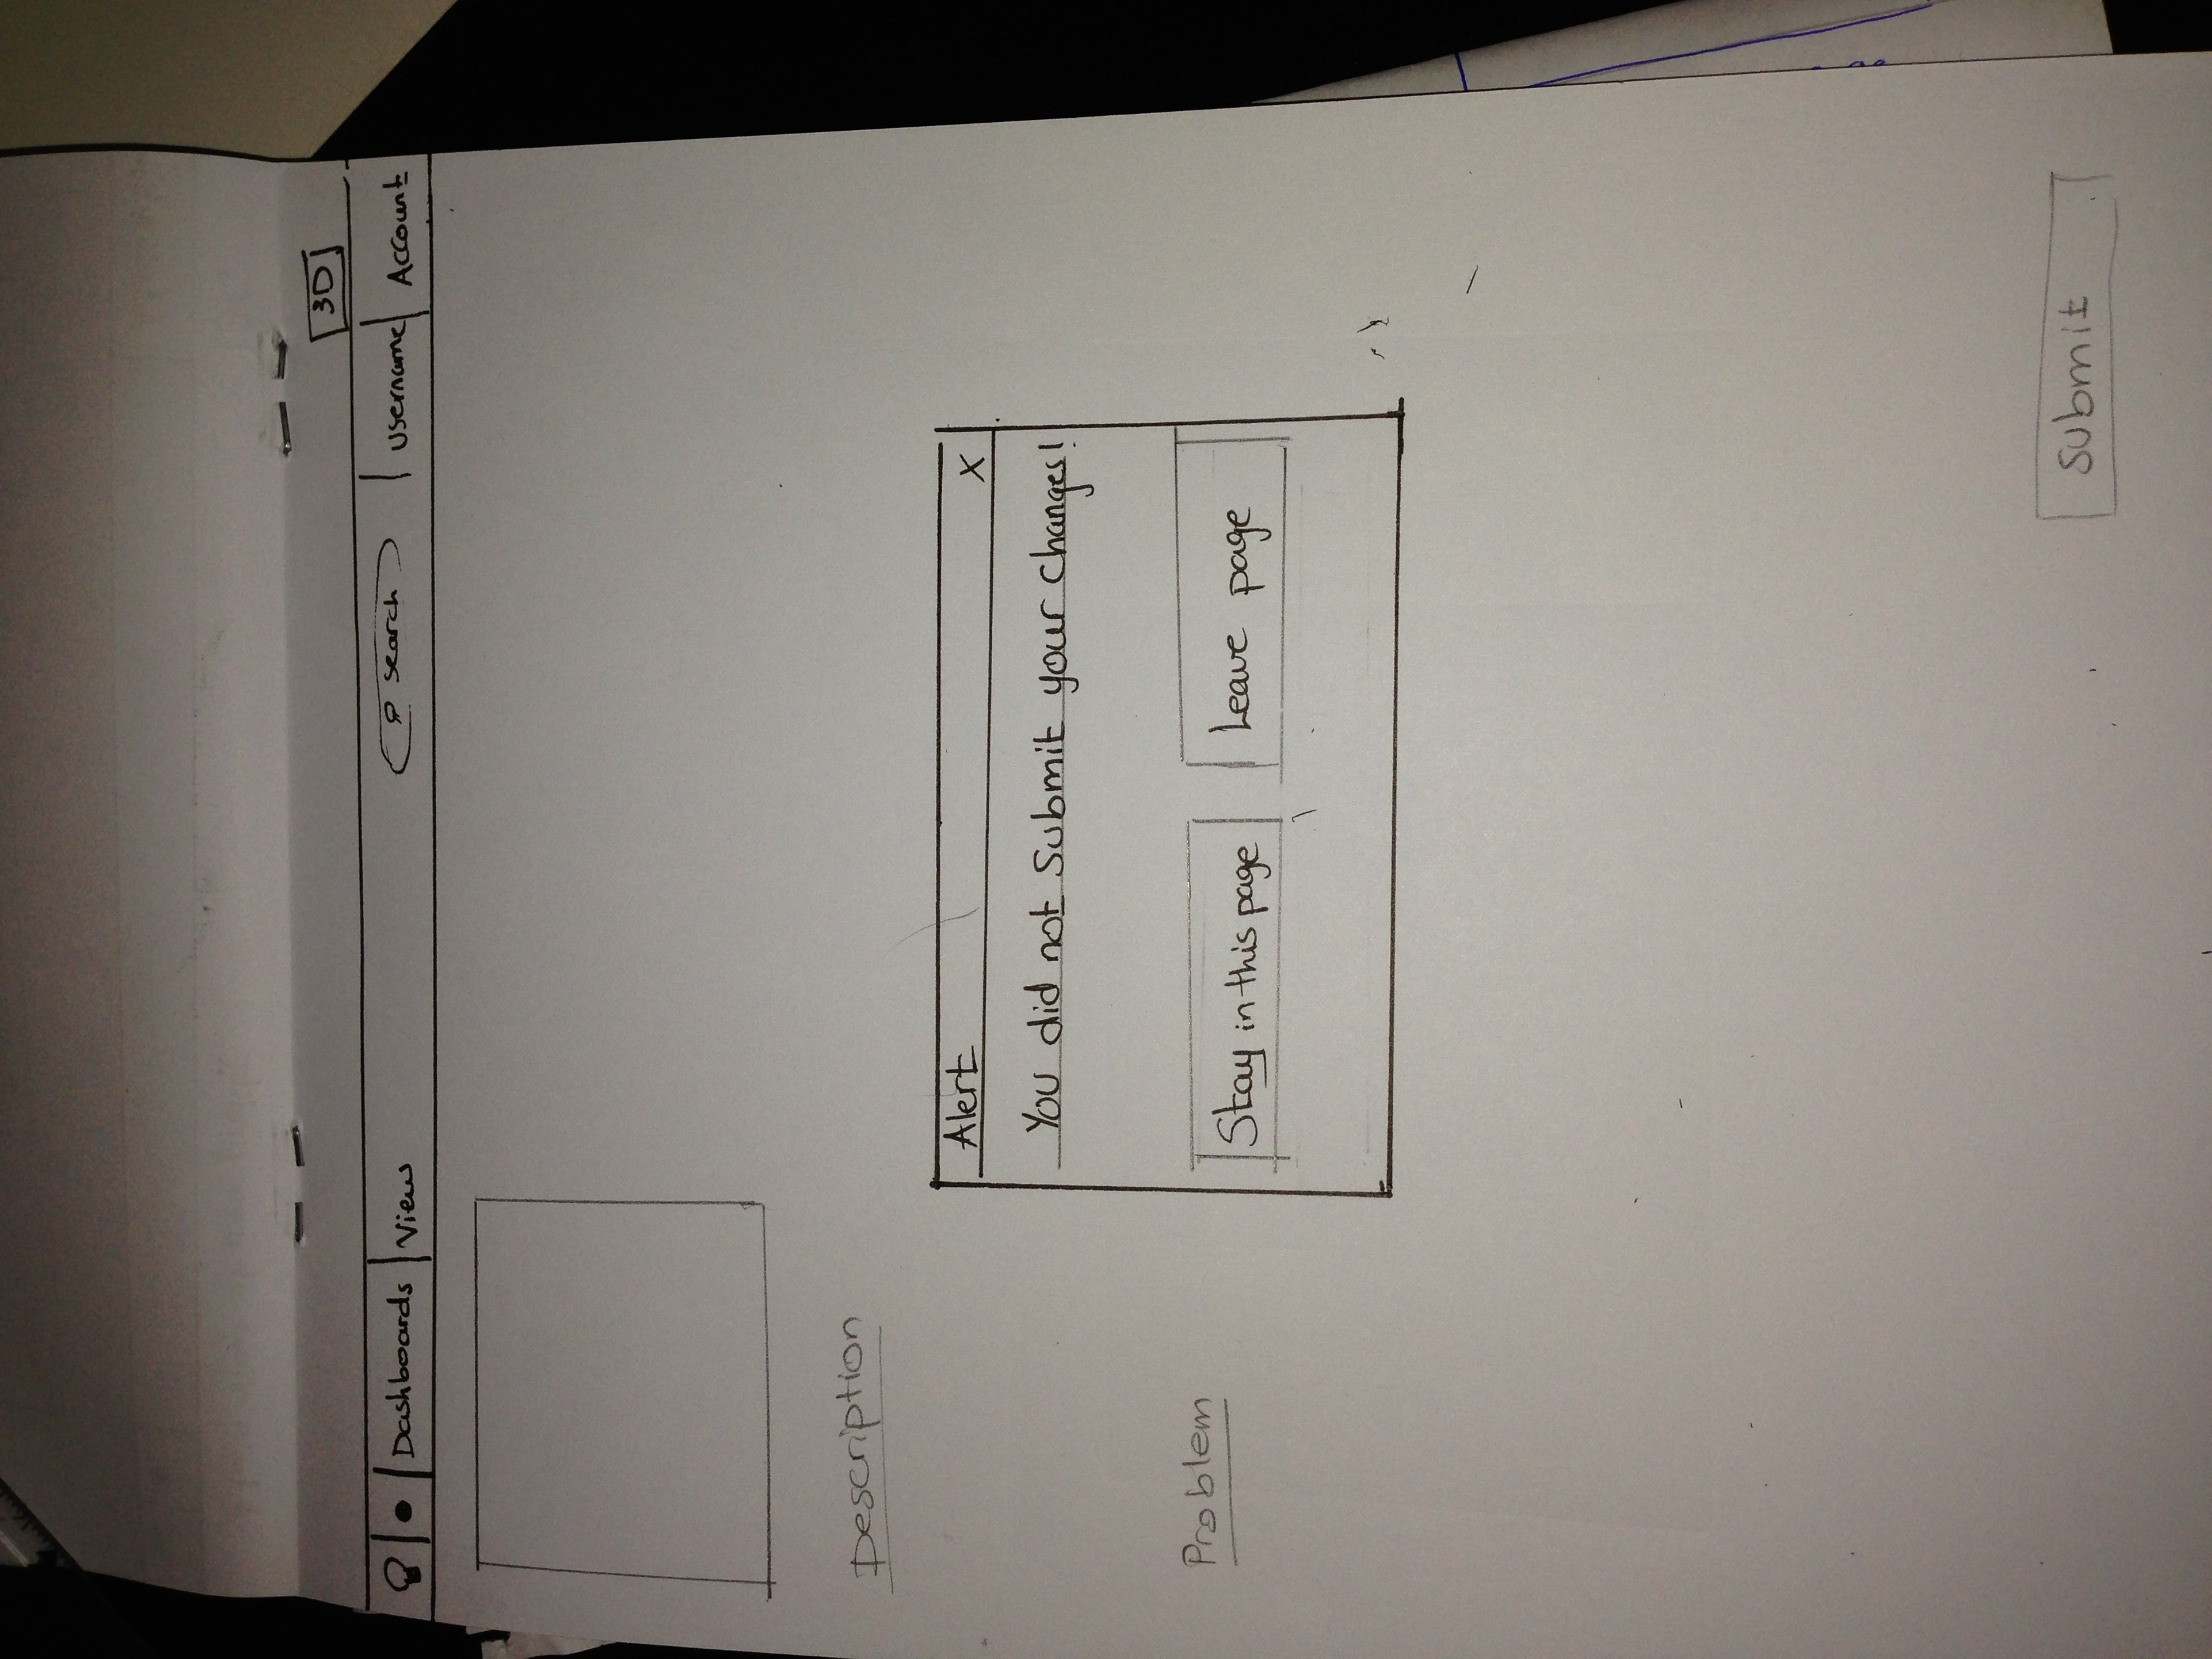 3D
Dashboards View Search Username Account
Description
Alert X
You did not Submit your changes!
Problem
Stay in this page Leave page
Submit